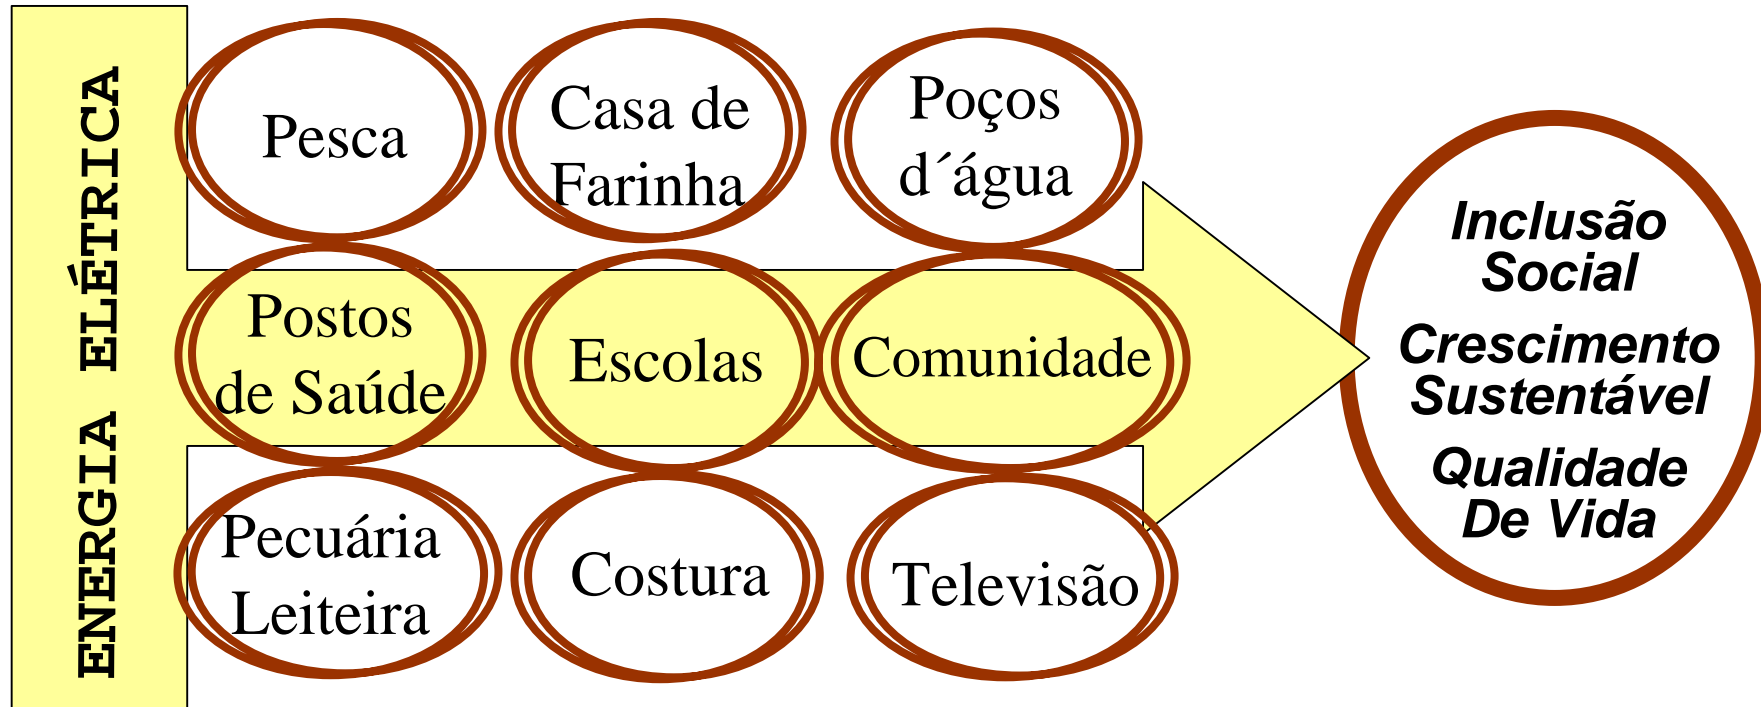 ENERGIA ELÉTRICA
Pesca
Casa de
Farinha
Poços
d´água
Postos
de Saúde
Escolas
Comunidade
Pecuária
Leiteira
Costura
Televisão
Inclusão
Social
Crescimento
Sustentável
Qualidade
De Vida